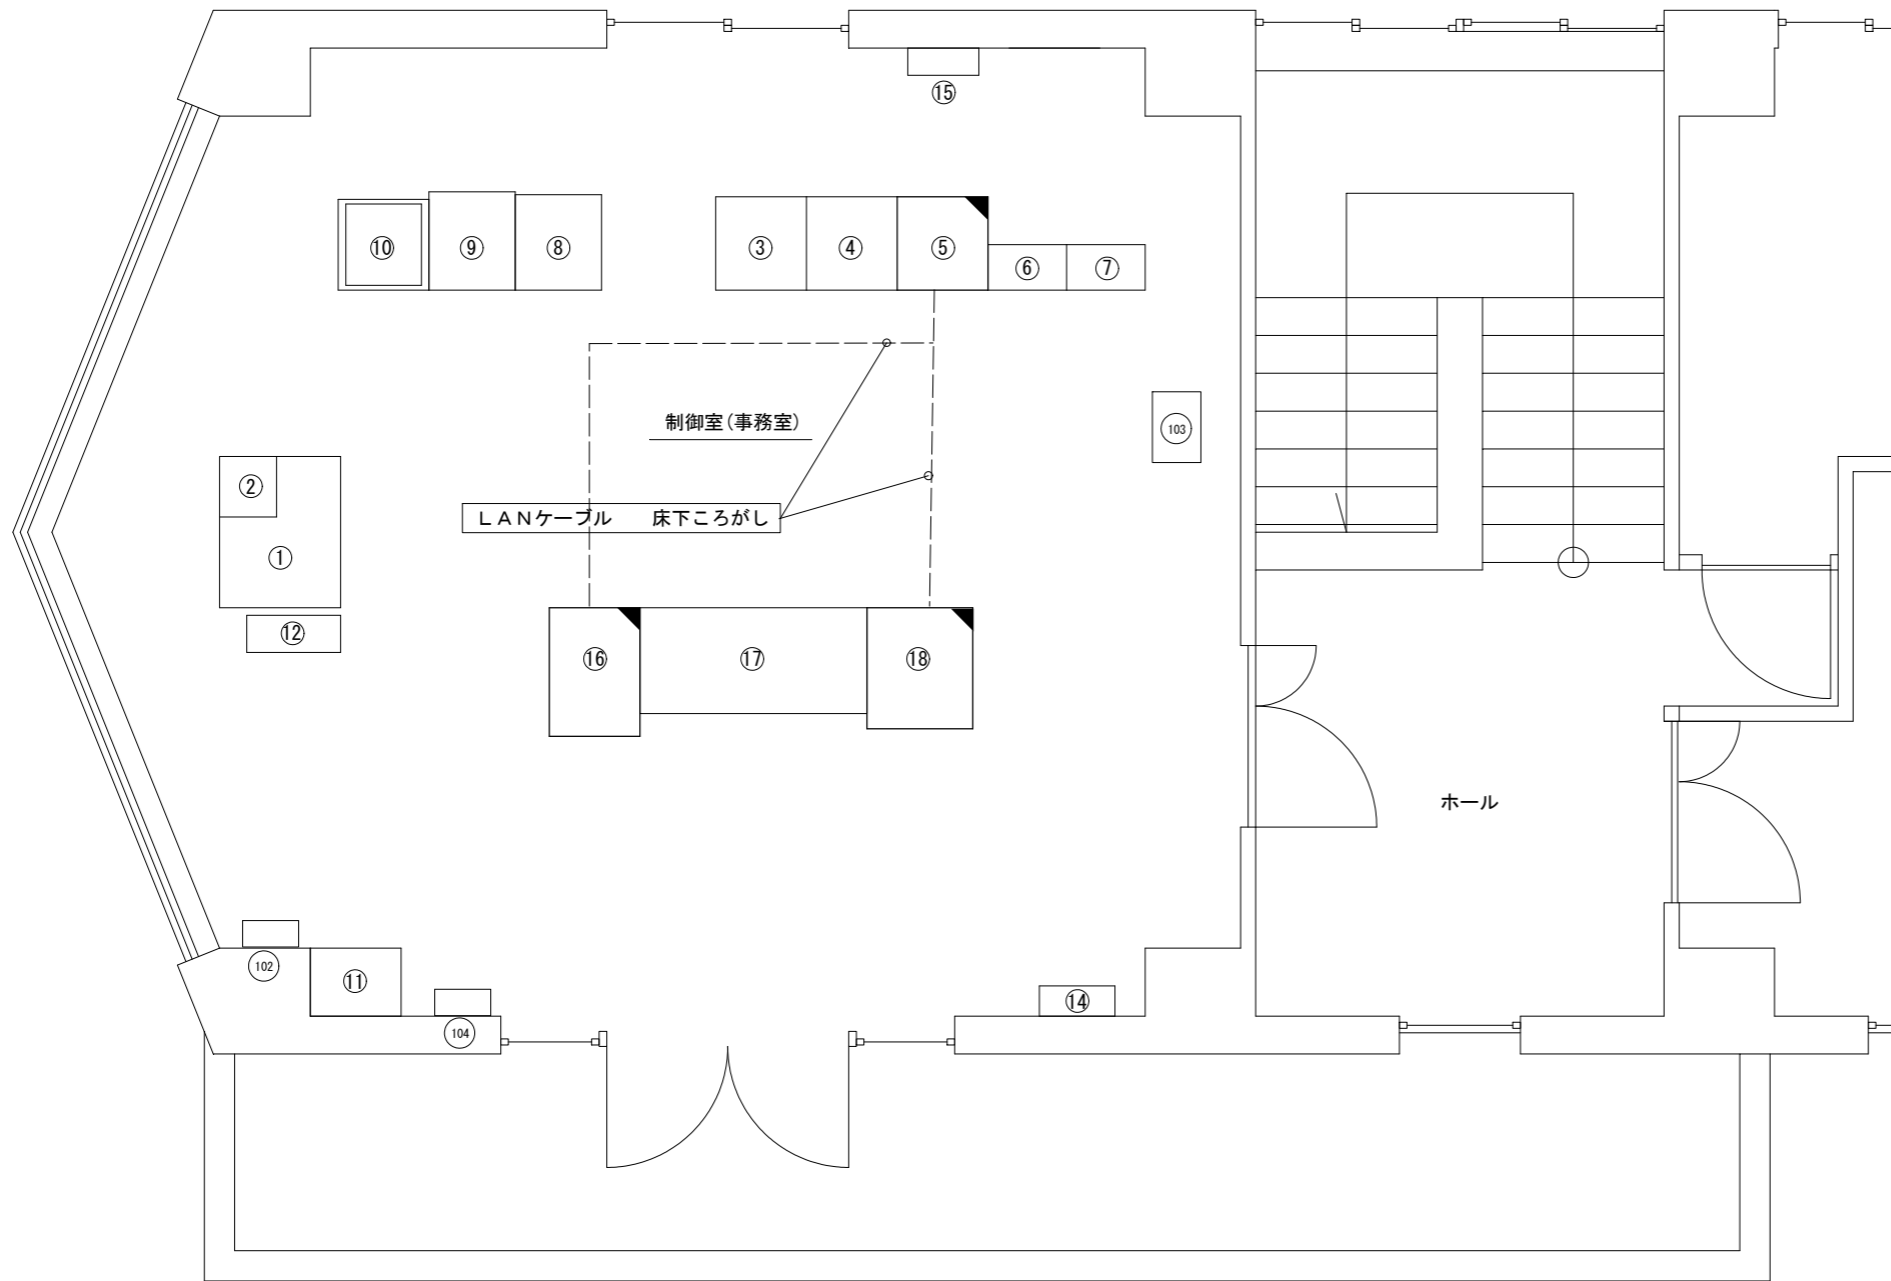 ⑮
⑩ ⑨ ⑧ ③ ④ ⑤ ⑥ ⑦
制御室(事務室)
103
②
LANケーブル 床下ころがし
①
⑫
⑯ ⑰ ⑱
ホール
102
⑪
104
⑭